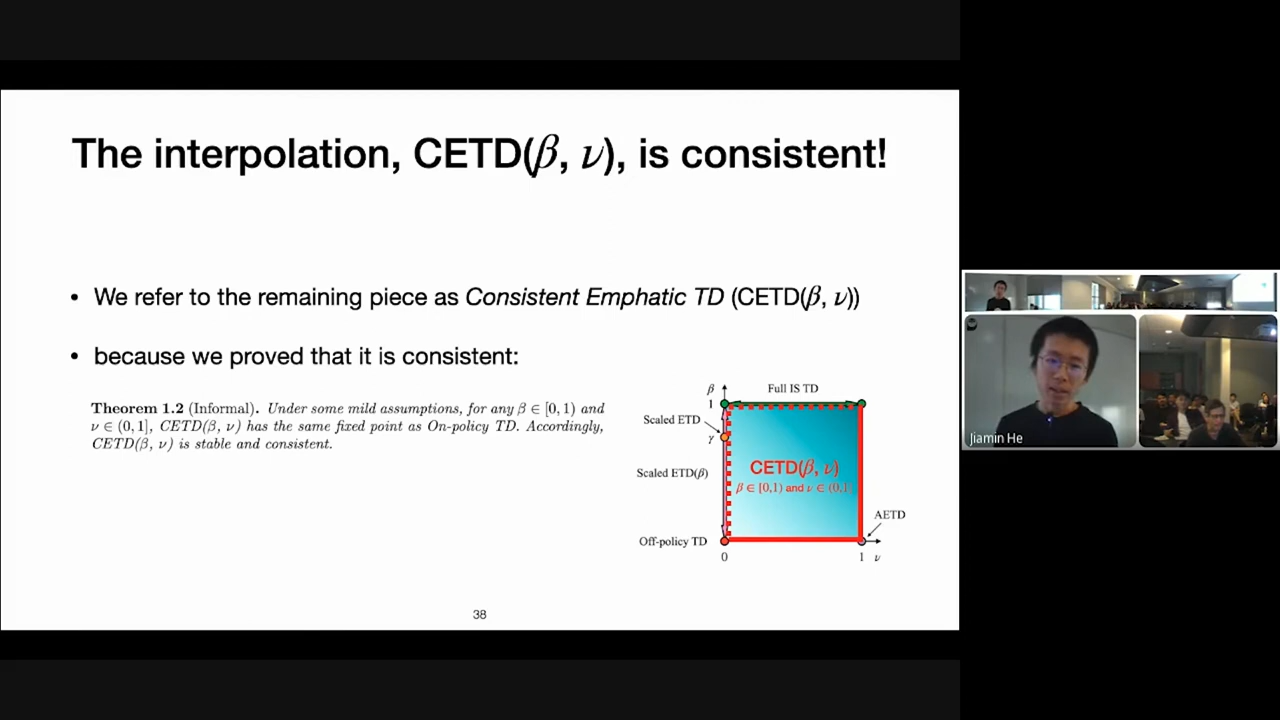 The interpolation, CETD(β, ν), is consistent!
• We refer to the remaining piece as Consistent Emphatic TD (CETD(β, ν))
• because we proved that it is consistent:
Theorem 1.2 (Informal). Under some mild assumptions, for any β ∈ [0, 1) and
ν ∈ (0, 1], CETD(β, ν) has the same fixed point as On-policy TD. Accordingly,
CETD(β, ν) is stable and consistent.
β
Full IS TD
1
Scaled ETD
γ
Scaled ETD(β)
CETD(β, ν)
β ∈ [0,1) and ν ∈ (0,1]
AETD
Off-policy TD
0
1
ν
38
Jiamin He